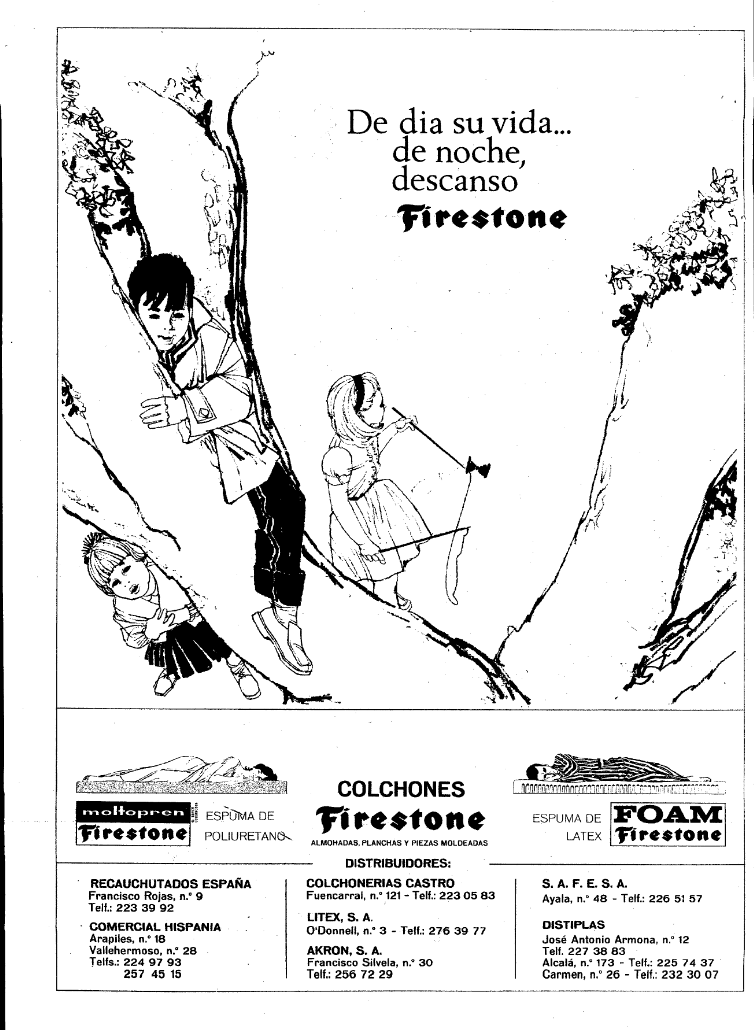 De dia su vida...
de noche,
descanso
Firestone
moltopren
Firestone
ESPUMA DE
POLIURETANO
COLCHONES
Firestone
ALMOHADAS, PLANCHAS Y PIEZAS MOLDEADAS
ESPUMA DE
LATEX
FOAM
Firestone
DISTRIBUIDORES:
RECAUCHUTADOS ESPAÑA
Francisco Rojas, n.º 9
Telf.: 223 39 92
COMERCIAL HISPANIA
Arapiles, n.º 18
Vallehermoso, n.º 28
Telfs.: 224 97 93
257 45 15
COLCHONERIAS CASTRO
Fuencarral, n.º 121 - Telf.: 223 05 83
LITEX, S. A.
O'Donnell, n.º 3 - Telf.: 276 39 77
AKRON, S. A.
Francisco Silvela, n.º 30
Telf.: 256 72 29
S. A. F. E. S. A.
Ayala, n.º 48 - Telf.: 226 51 57
DISTIPLAS
José Antonio Armona, n.º 12
Telf. 227 38 83
Alcalá, n.º 173 - Telf.: 225 74 37
Carmen, n.º 26 - Telf.: 232 30 07